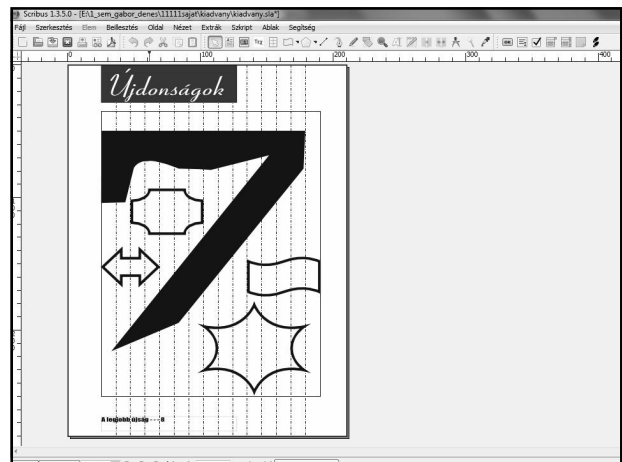 Scribus 1.3.5.0 - [E:\1_sem_gabor_denes\11111sajat\kiadvany\kiadvany.sla*]
Fájl Szerkesztés Elem Beillesztés Oldal Nézet Extrák Szkript Ablak Segítség
0 100 200 300 400
Újdonságok
A legjobb újság - - - 8